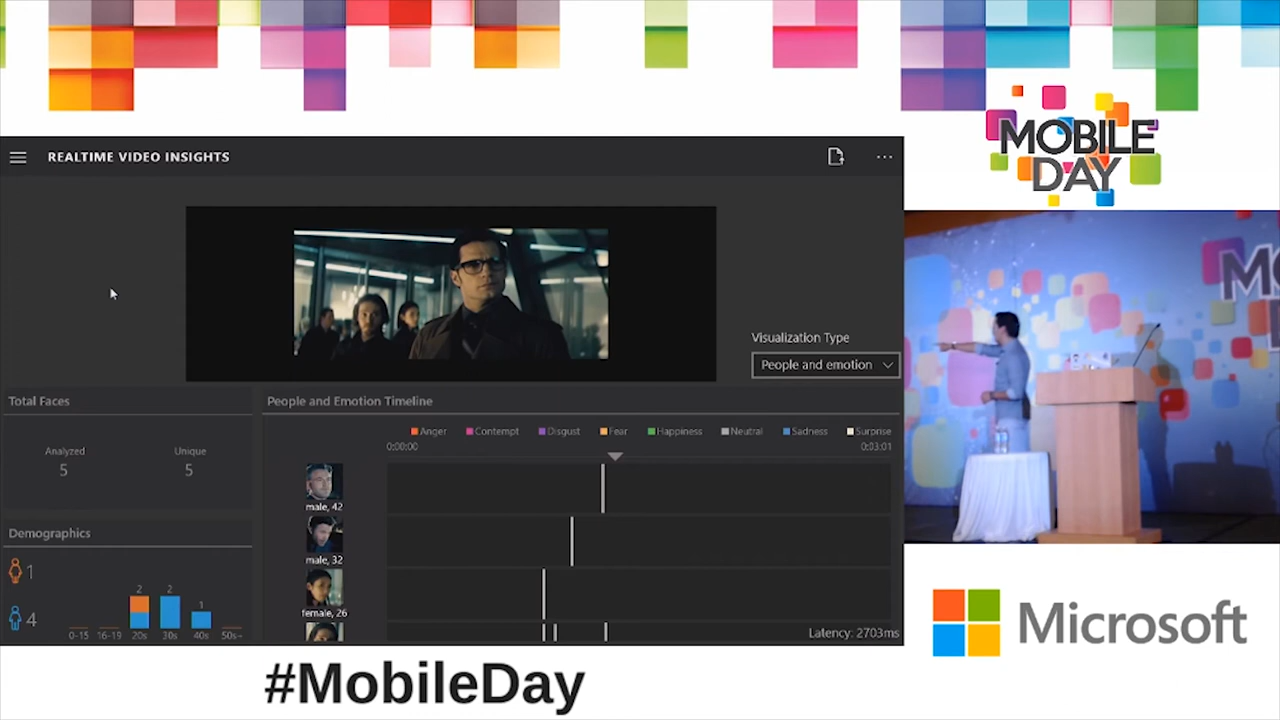 MOBILE
DAY
REALTIME VIDEO INSIGHTS
Visualization Type
People and emotion
Total Faces
Analyzed
5
Unique
5
People and Emotion Timeline
Anger Contempt Disgust Fear Happiness Neutral Sadness Surprise
0:00:00
0:03:01
male, 42
male, 32
female, 26
Demographics
1
4
2 2 1
0-15 16-19 20s 30s 40s 50s+
Latency: 2703ms
Microsoft
#MobileDay